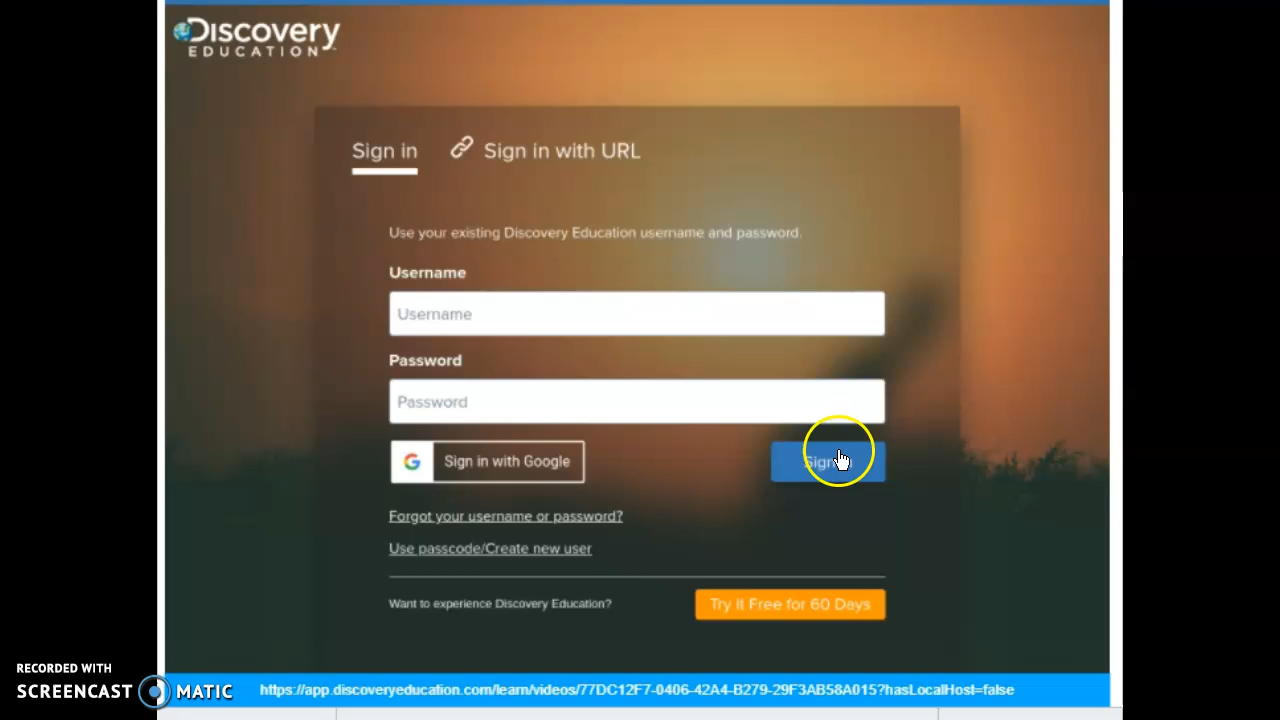 Discovery
EDUCATION
Sign in
Sign in with URL
Use your existing Discovery Education username and password.
Username
Username
Password
Password
Sign in with Google
Sign
Forgot your username or password?
Use passcode/Create new user
Want to experience Discovery Education?
Try it Free for 60 Days
RECORDED WITH
SCREENCAST MATIC
https://app.discoveryeducation.com/learn/videos/77DC12F7-0406-42A4-B279-29F3AB58A015?hasLocalHost=false